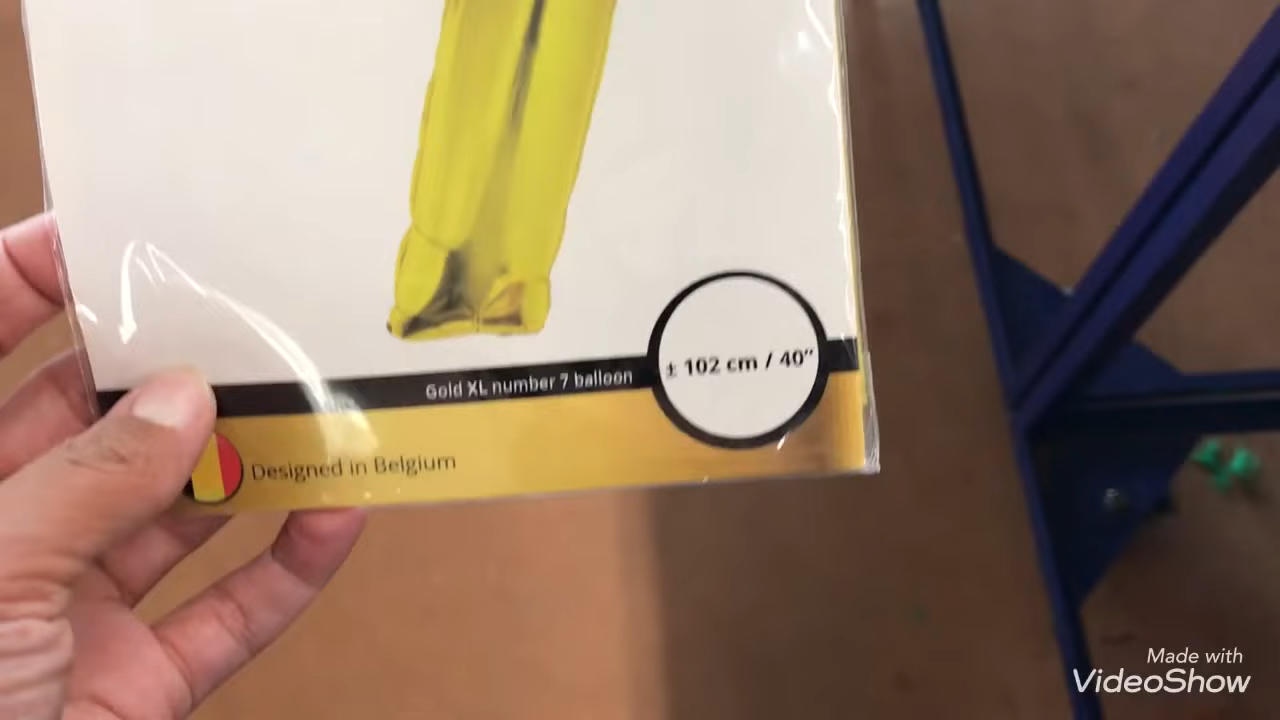 ± 102 cm / 40”
Gold XL number 7 balloon
Designed in Belgium
Made with
VideoShow